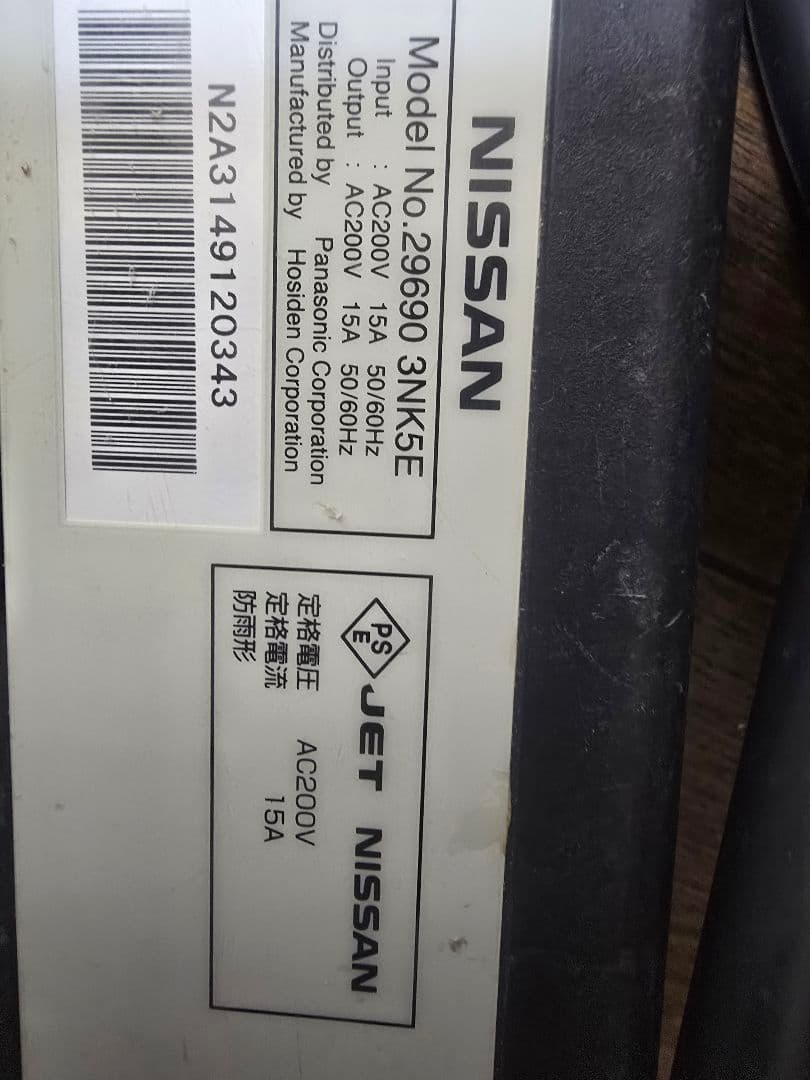 NISSAN
Model No.29690 3NK5E
Input : AC200V 15A 50/60Hz
Output : AC200V 15A 50/60Hz
Distributed by Panasonic Corporation
Manufactured by Hosiden Corporation
N2A3149120343
PS E JET NISSAN
定格電圧 AC200V
定格電流 15A
防雨形